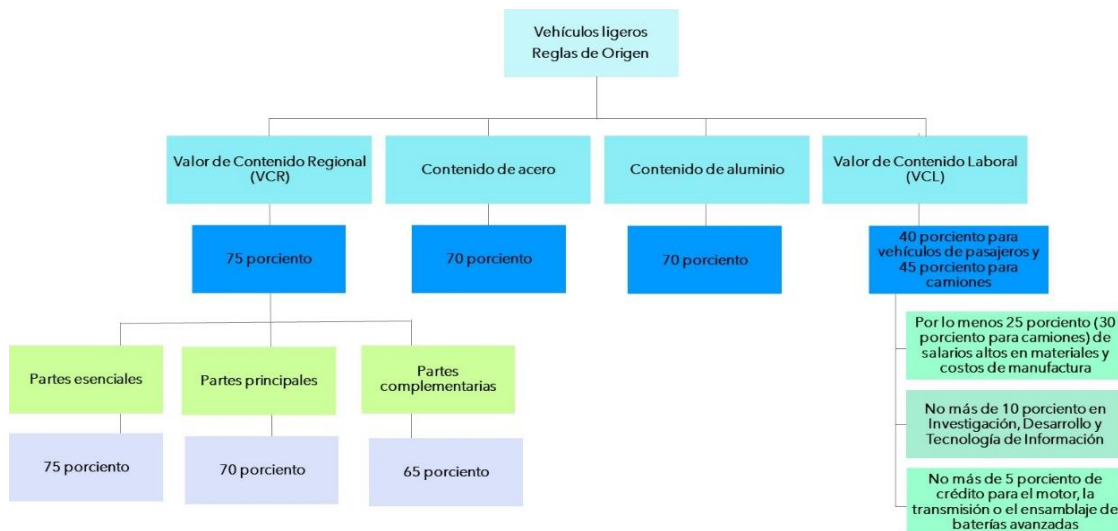 Vehículos ligeros
Reglas de Origen
Valor de Contenido Regional
(VCR)
Contenido de acero
Contenido de aluminio
Valor de Contenido Laboral
(VCL)
75 porciento
70 porciento
70 porciento
40 porciento para
vehículos de pasajeros y
45 porciento para
camiones
Partes esenciales
Partes principales
Partes
complementarias
75 porciento
70 porciento
65 porciento
Por lo menos 25 porciento (30
porciento para camiones) de
salarios altos en materiales y
costos de manufactura
No más de 10 porciento en
Investigación, Desarrollo y
Tecnología de Información
No más de 5 porciento de
crédito para el motor, la
transmisión o el ensamblaje de
baterías avanzadas